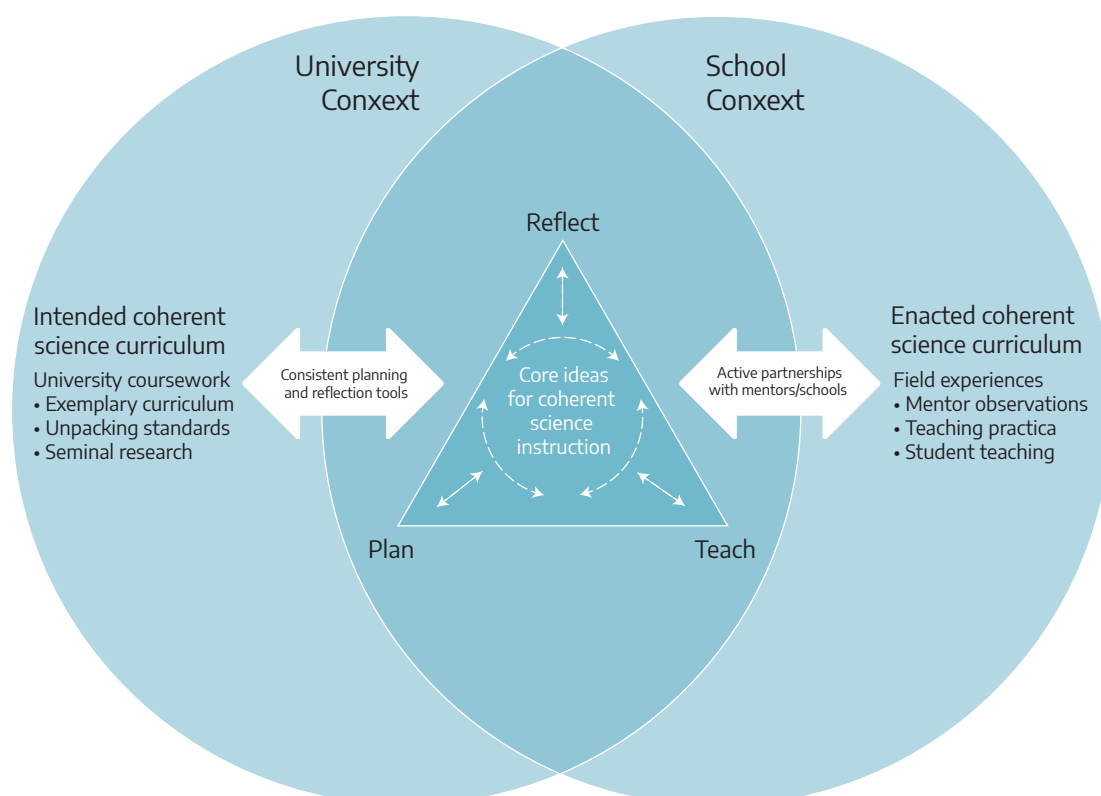 University
Conxext
School
Conxext
Reflect
Intended coherent
science curriculum
University coursework
• Exemplary curriculum
• Unpacking standards
• Seminal research
Consistent planning
and reflection tools
Core ideas
for coherent
science
instruction
Active partnerships
with mentors/schools
Enacted coherent
science curriculum
Field experiences
• Mentor observations
• Teaching practica
• Student teaching
Plan
Teach